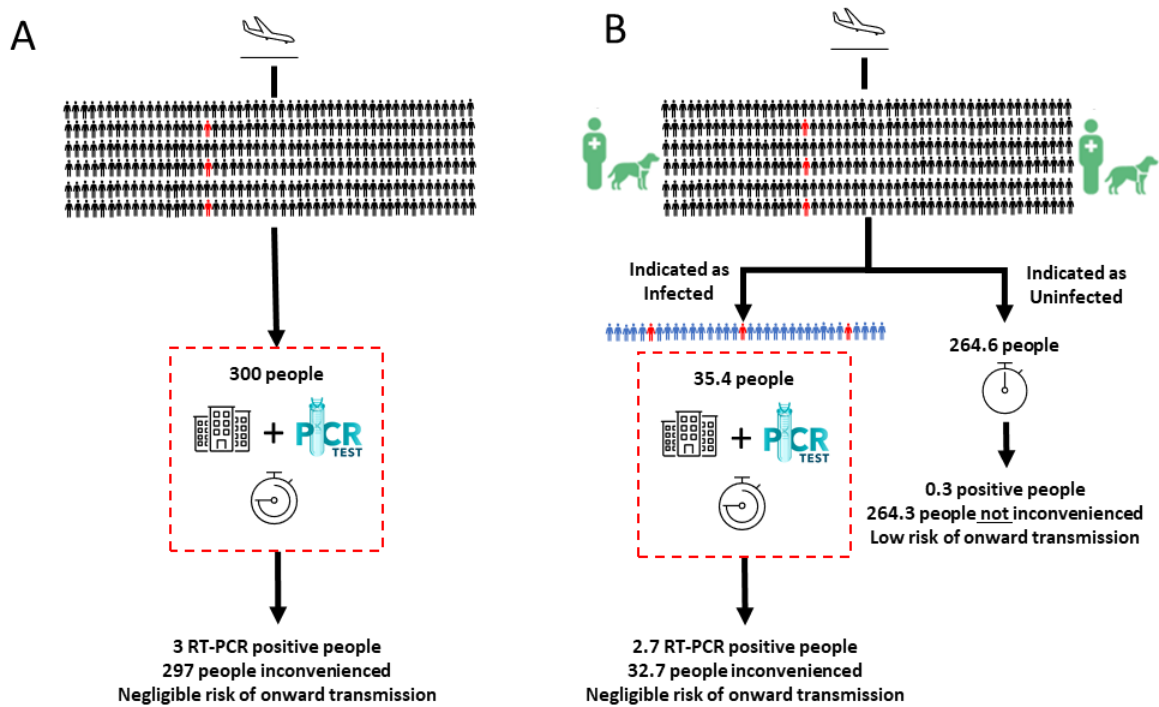 A
300 people
+ PCR
TEST
3 RT-PCR positive people
297 people inconvenienced
Negligible risk of onward transmission
B
Indicated as
Infected
Indicated as
Uninfected
35.4 people
+ PCR
TEST
2.7 RT-PCR positive people
32.7 people inconvenienced
Negligible risk of onward transmission
264.6 people
0.3 positive people
264.3 people not inconvenienced
Low risk of onward transmission